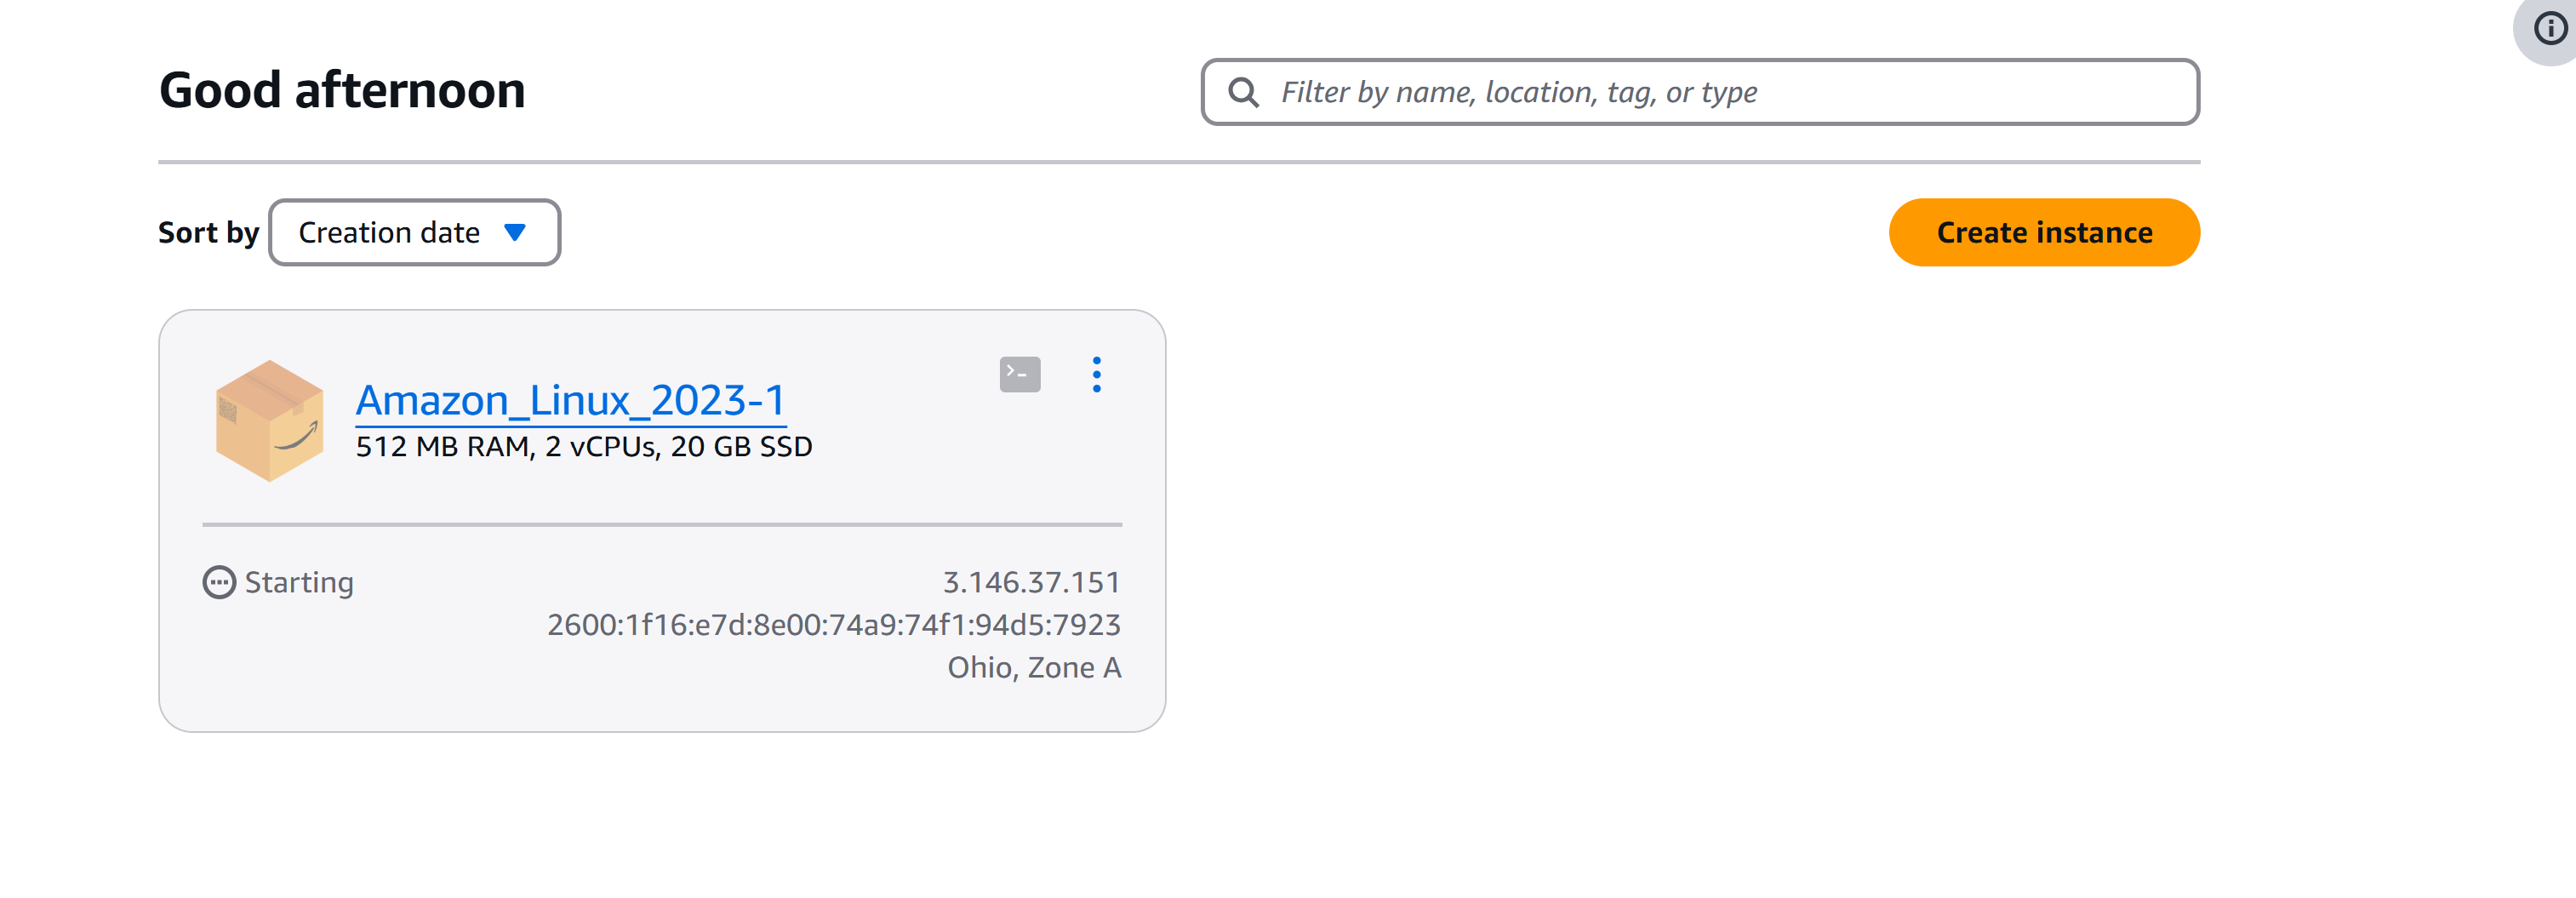 Good afternoon
Filter by name, location, tag, or type
Sort by Creation date
Create instance
Amazon_Linux_2023-1
512 MB RAM, 2 vCPUs, 20 GB SSD
Starting
3.146.37.151
2600:1f16:e7d:8e00:74a9:74f1:94d5:7923
Ohio, Zone A